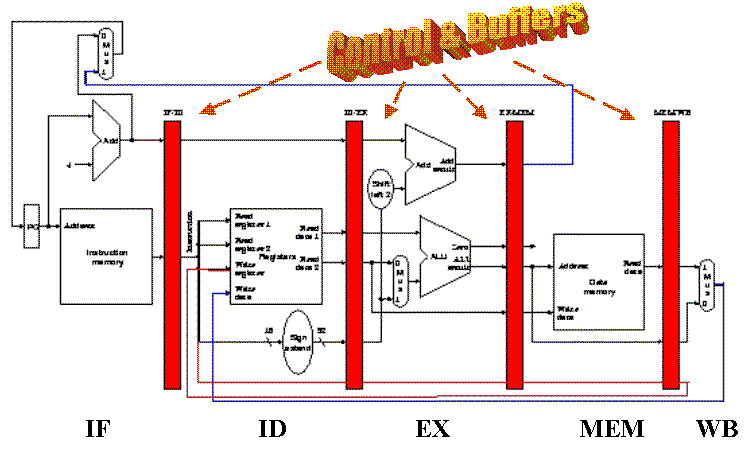 Control & Buffers
IF-ID
ID-EX
EX-MEM
MEM-WB
0
M
u
x
1
Add
4
Add
Add
result
Shift
left 2
PC
Address
Instruction
memory
Instruction
Read
register 1
Read
register 2
Write
register
Write
data
Registers
Read
data 1
Read
data 2
0
M
u
x
1
ALU
Zero
ALU
result
Address
Write
data
Data
memory
Read
data
1
M
u
x
0
16
Sign
extend
32
IF
ID
EX
MEM
WB